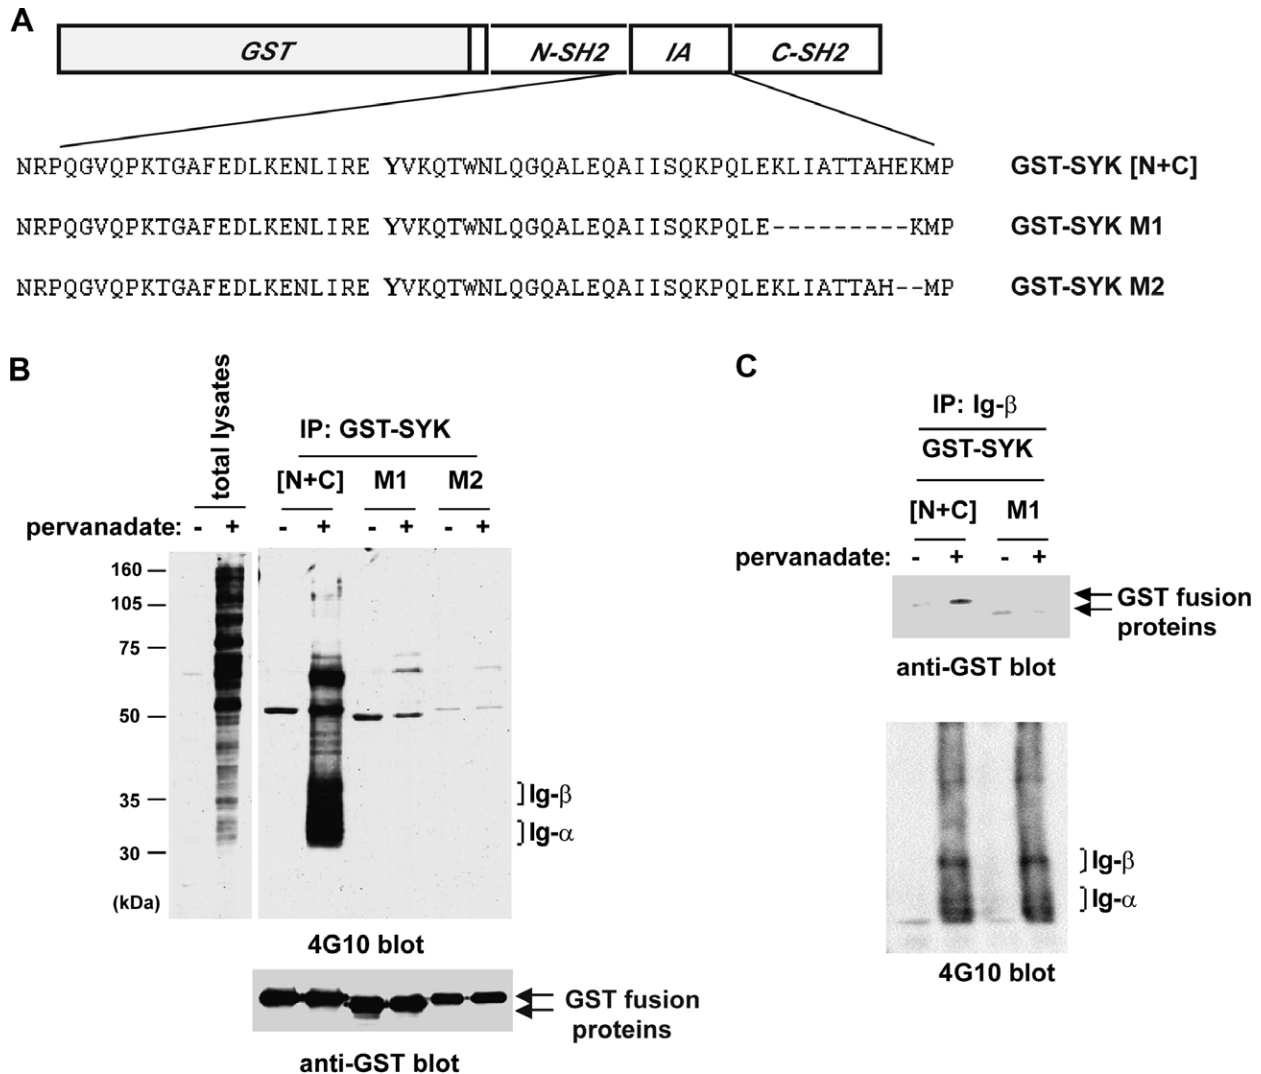 A
GST N-SH2 IA C-SH2
NRPQGVQPKTGAFEDLKENLIRE YVKQTWNLQGQALEQAIISQKPQLEKLIATTAHEKMP GST-SYK [N+C]
NRPQGVQPKTGAFEDLKENLIRE YVKQTWNLQGQALEQAIISQKPQLE---------KMP GST-SYK M1
NRPQGVQPKTGAFEDLKENLIRE YVKQTWNLQGQALEQAIISQKPQLEKLIATTAH--MP GST-SYK M2
B
total lysates
IP: GST-SYK
[N+C] M1 M2
pervanadate: - + - + - + - +
160
105
75
50
35
30
(kDa)
Ig-β
Ig-α
4G10 blot
GST fusion
proteins
anti-GST blot
C
IP: Ig-β
GST-SYK
[N+C] M1
pervanadate: - + - +
GST fusion
proteins
anti-GST blot
Ig-β
Ig-α
4G10 blot